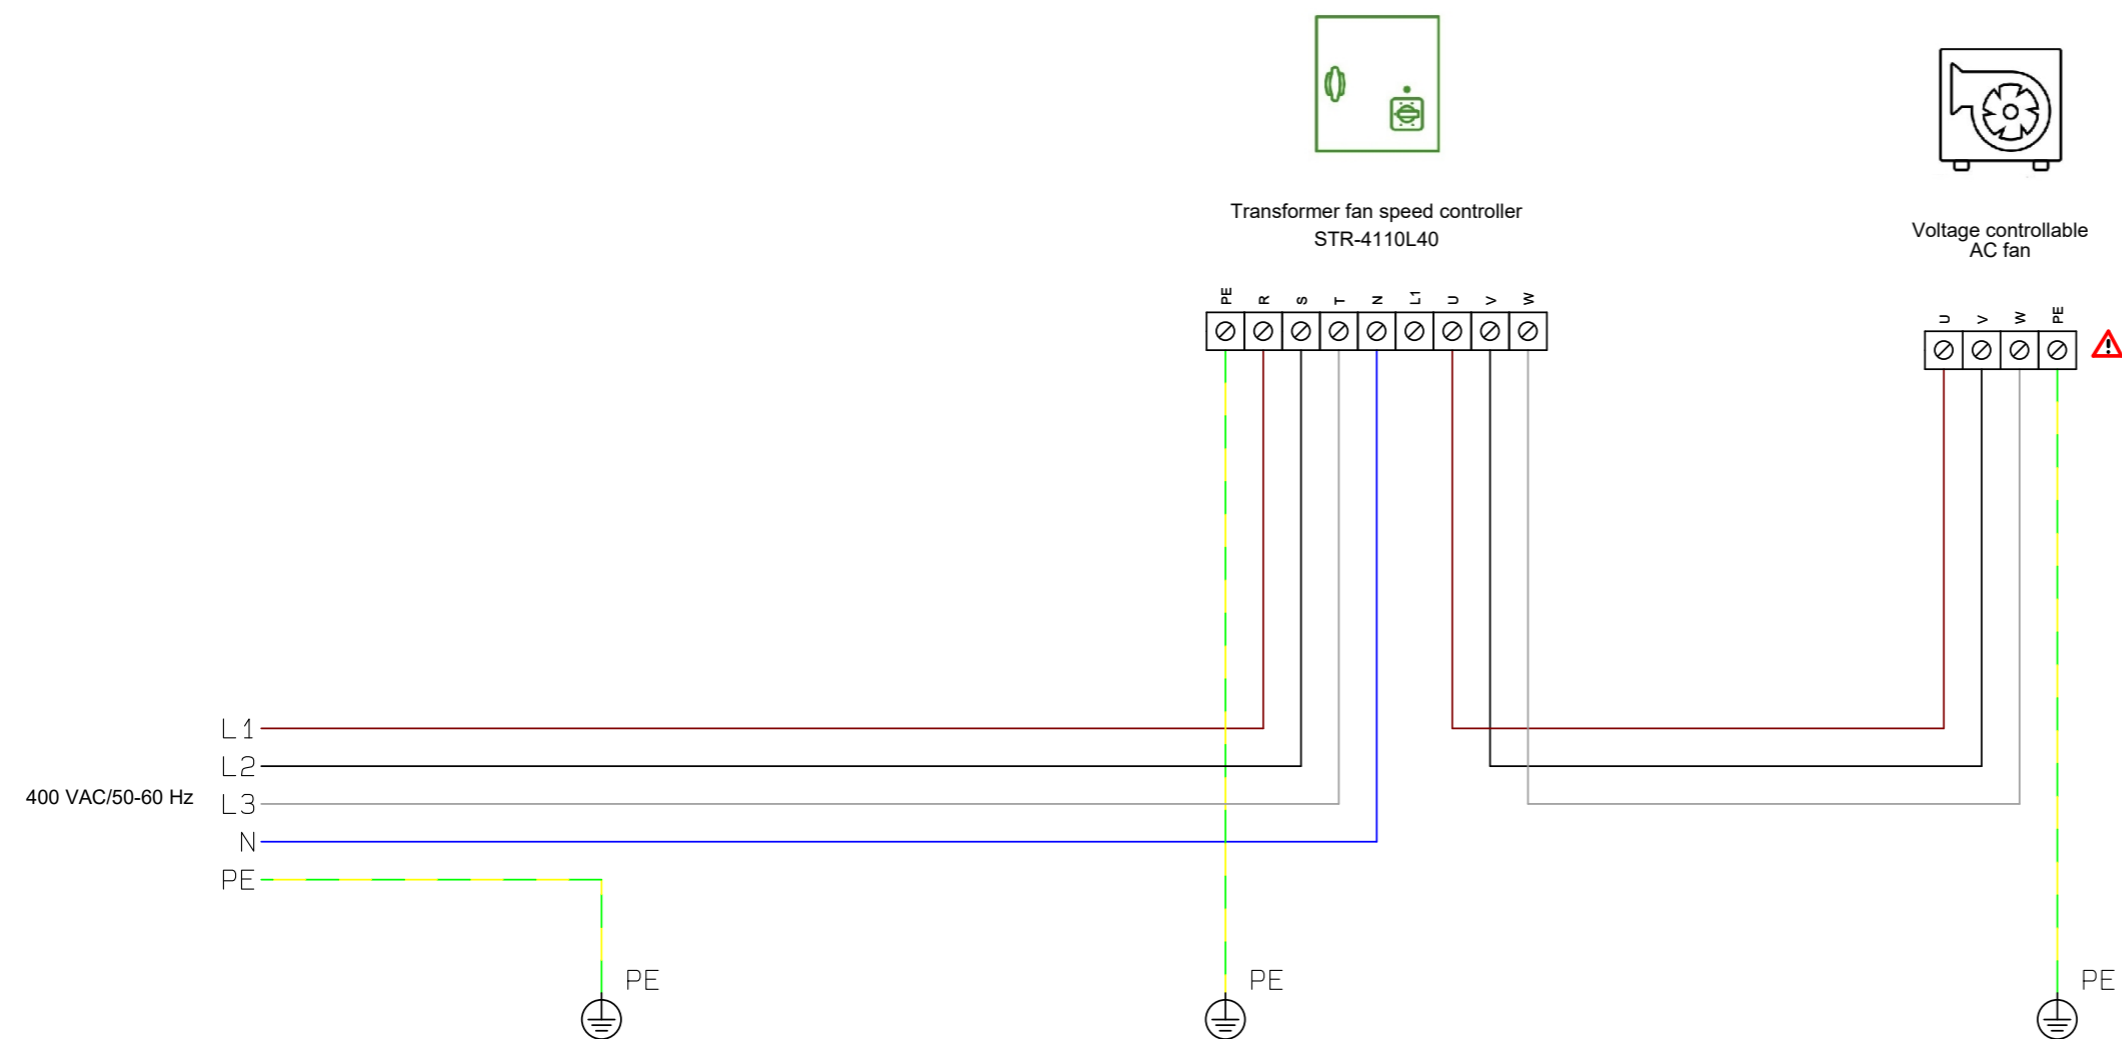 Transformer fan speed controller
STR-4110L40
Voltage controllable
AC fan
PE R S T N L1 U V W
U V W PE
L1
L2
400 VAC/50-60 Hz L3
N
PE
PE PE PE